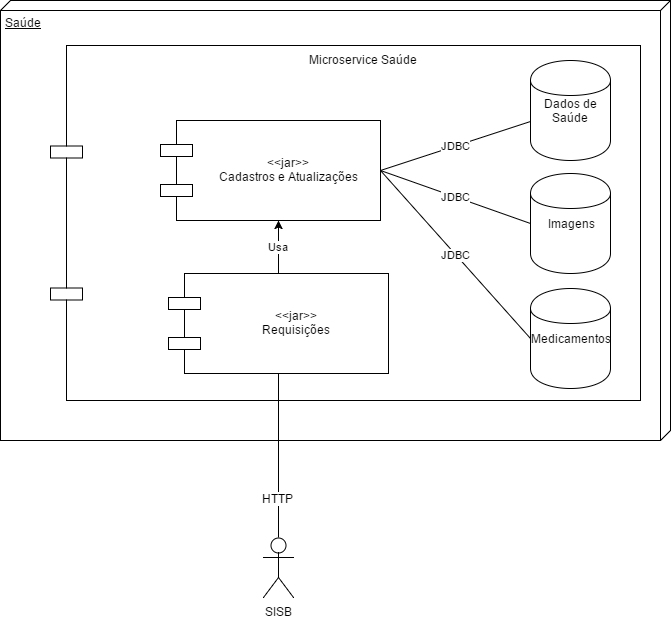 Saúde
Microservice Saúde
Dados de
Saúde
JDBC
<<jar>>
Cadastros e Atualizações
JDBC
Imagens
Usa
JDBC
<<jar>>
Requisições
Medicamentos
HTTP
SISB